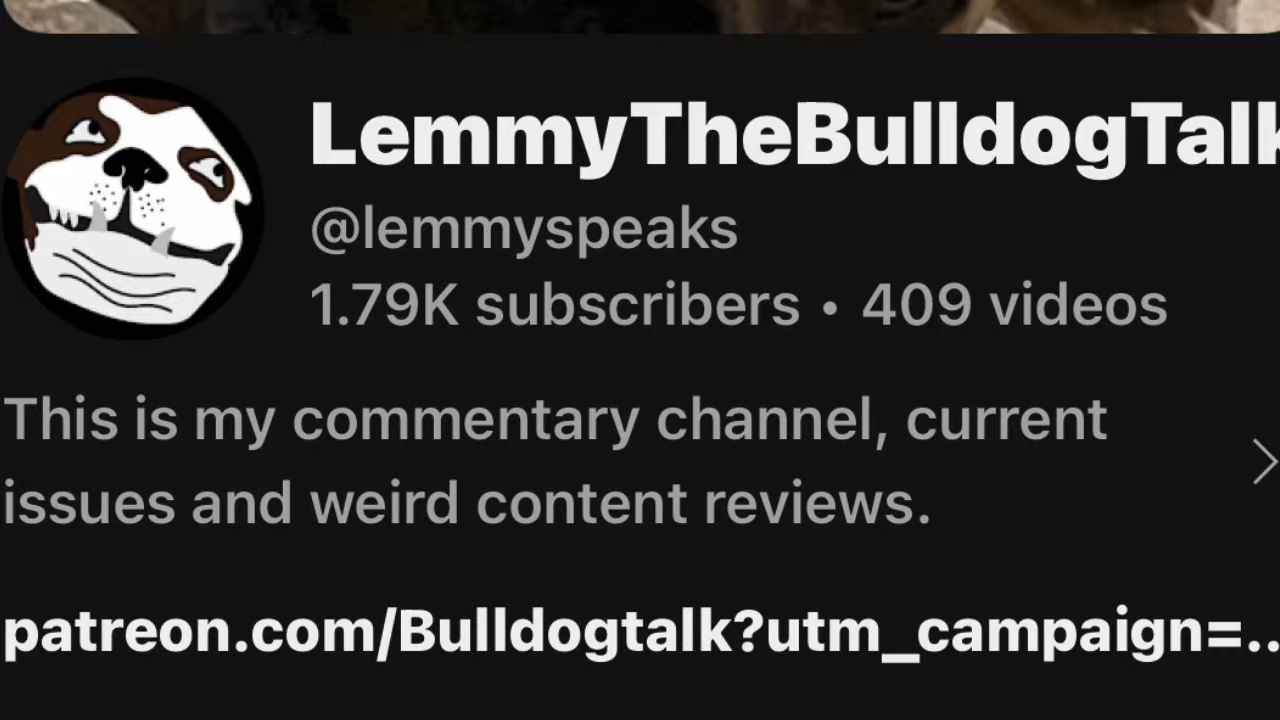 LemmyTheBulldogTalk
@lemmyspeaks
1.79K subscribers • 409 videos
This is my commentary channel, current
issues and weird content reviews.
patreon.com/Bulldogtalk?utm_campaign=...